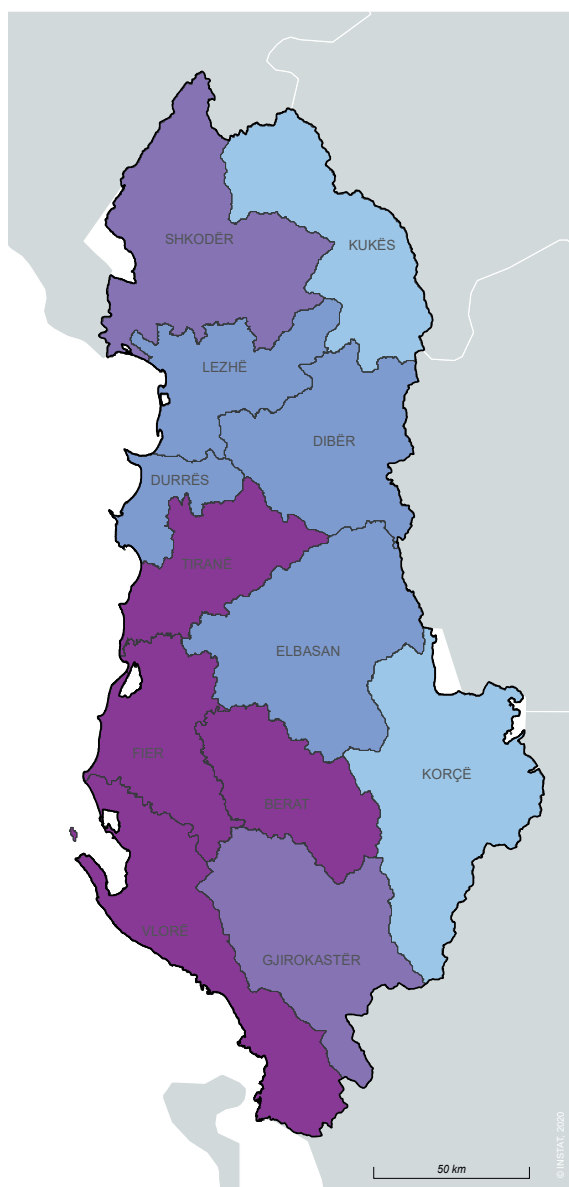 SHKODËR
KUKËS
LEZHË
DIBËR
DURRËS
TIRANË
ELBASAN
FIER
BERAT
KORÇË
VLORË
GJIROKASTËR
50 km
© INSTAT, 2020